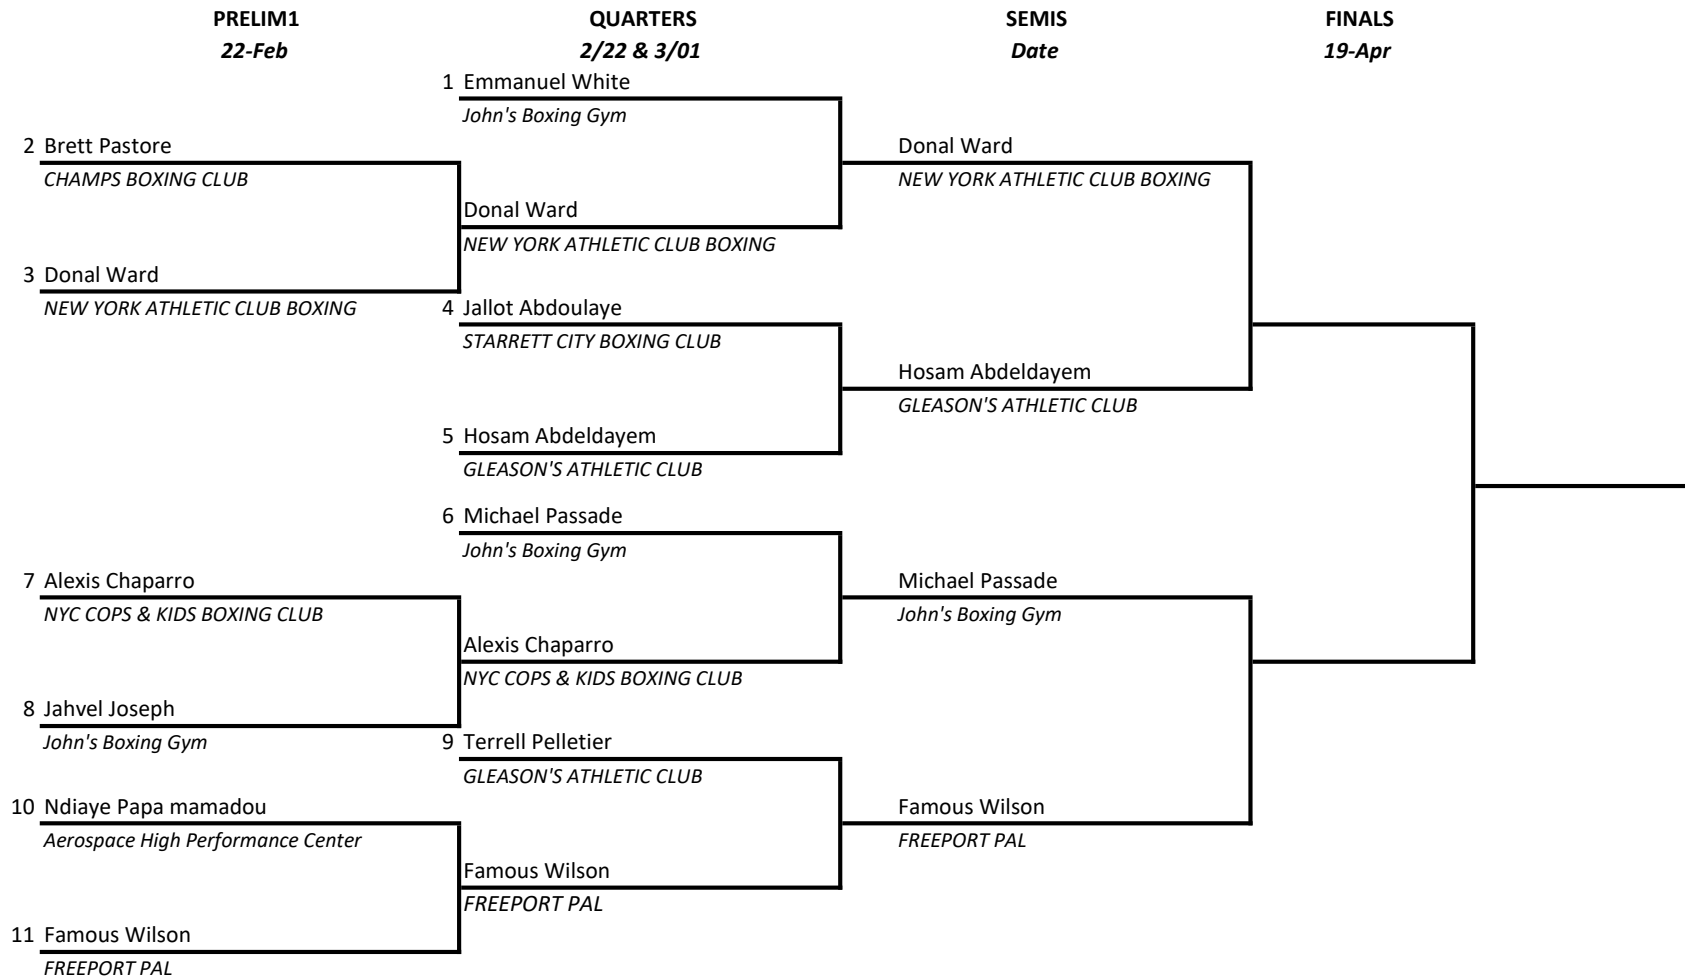 PRELIM1 QUARTERS SEMIS FINALS
22-Feb 2/22 & 3/01 Date 19-Apr
1 Emmanuel White
John's Boxing Gym
2 Brett Pastore Donal Ward
CHAMPS BOXING CLUB NEW YORK ATHLETIC CLUB BOXING
Donal Ward
NEW YORK ATHLETIC CLUB BOXING
3 Donal Ward
NEW YORK ATHLETIC CLUB BOXING 4 Jallot Abdoulaye
STARRETT CITY BOXING CLUB
Hosam Abdeldayem
GLEASON'S ATHLETIC CLUB
5 Hosam Abdeldayem
GLEASON'S ATHLETIC CLUB
6 Michael Passade
John's Boxing Gym
7 Alexis Chaparro Michael Passade
NYC COPS & KIDS BOXING CLUB John's Boxing Gym
Alexis Chaparro
NYC COPS & KIDS BOXING CLUB
8 Jahvel Joseph
John's Boxing Gym 9 Terrell Pelletier
GLEASON'S ATHLETIC CLUB
10 Ndiaye Papa mamadou Famous Wilson
Aerospace High Performance Center FREEPORT PAL
Famous Wilson
FREEPORT PAL
11 Famous Wilson
FREEPORT PAL